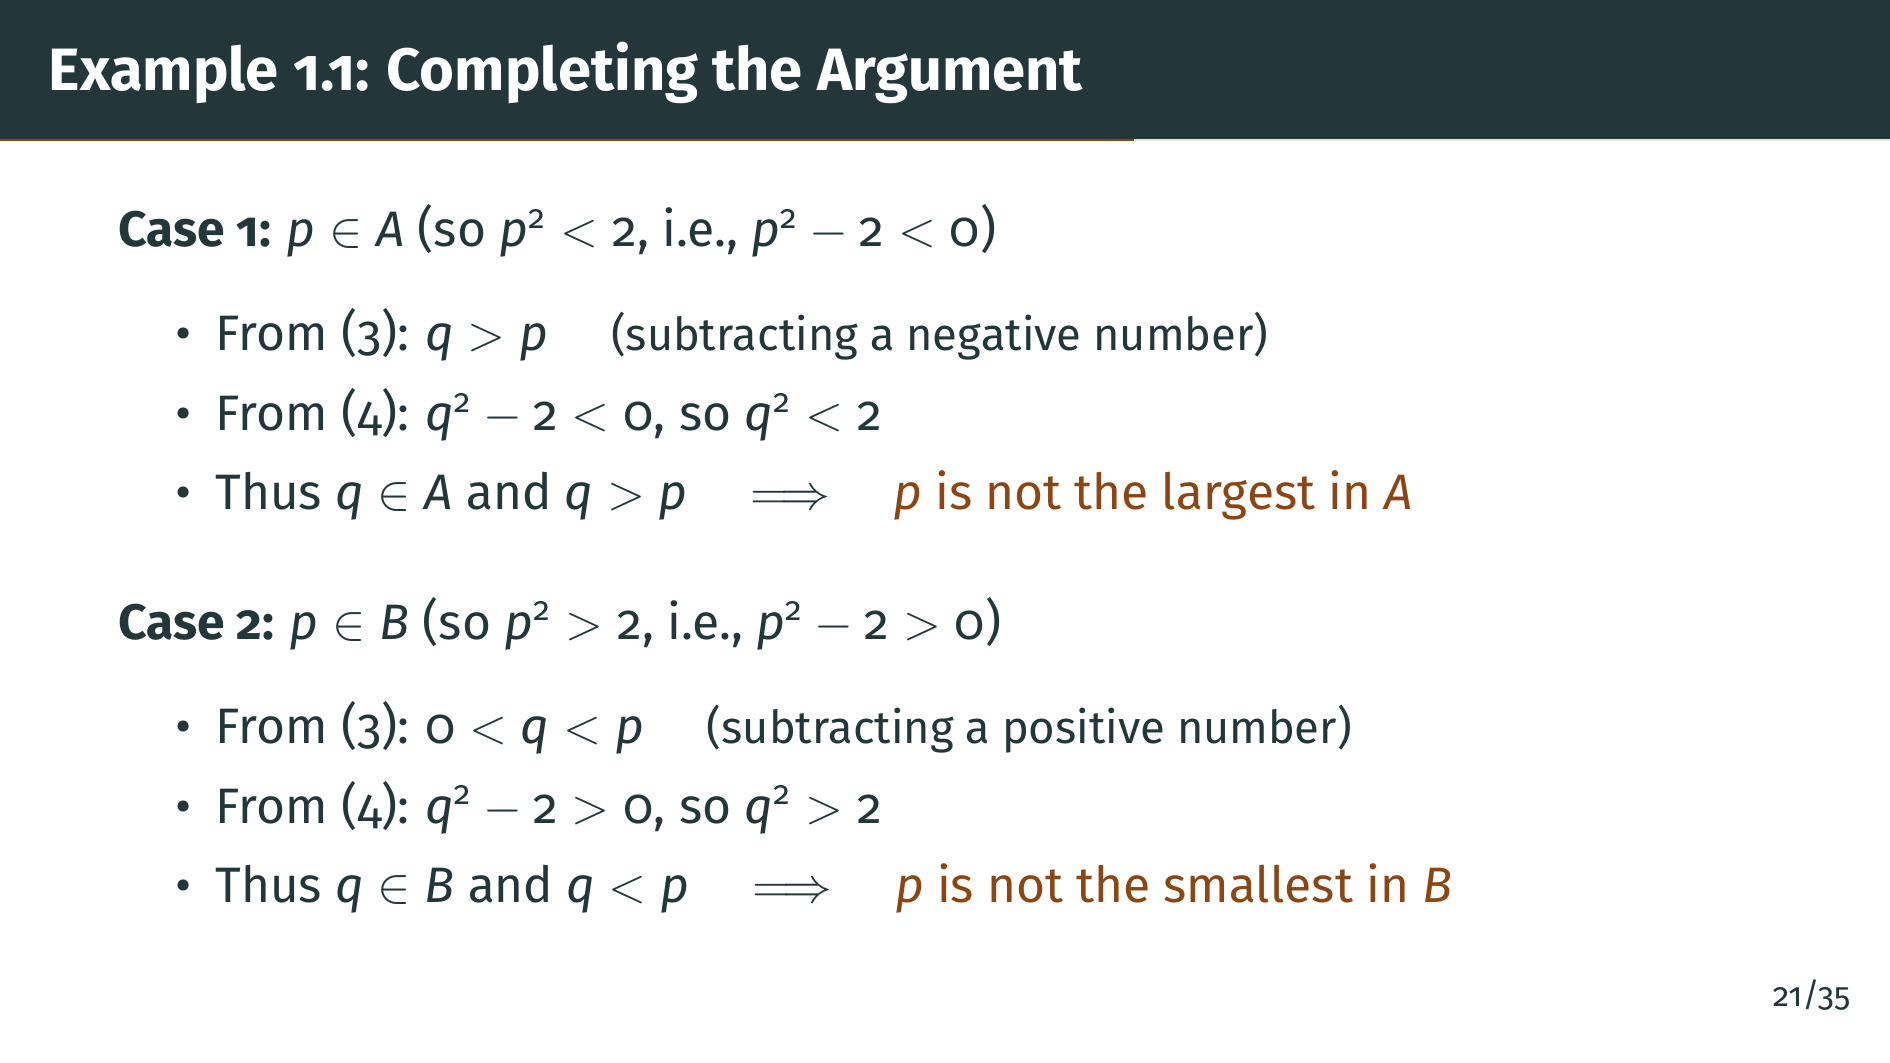 Example 1.1: Completing the Argument
Case 1: p ∈ A (so p² < 2, i.e., p² − 2 < 0)
• From (3): q > p (subtracting a negative number)
• From (4): q² − 2 < 0, so q² < 2
• Thus q ∈ A and q > p ⟹ p is not the largest in A
Case 2: p ∈ B (so p² > 2, i.e., p² − 2 > 0)
• From (3): 0 < q < p (subtracting a positive number)
• From (4): q² − 2 > 0, so q² > 2
• Thus q ∈ B and q < p ⟹ p is not the smallest in B
21/35